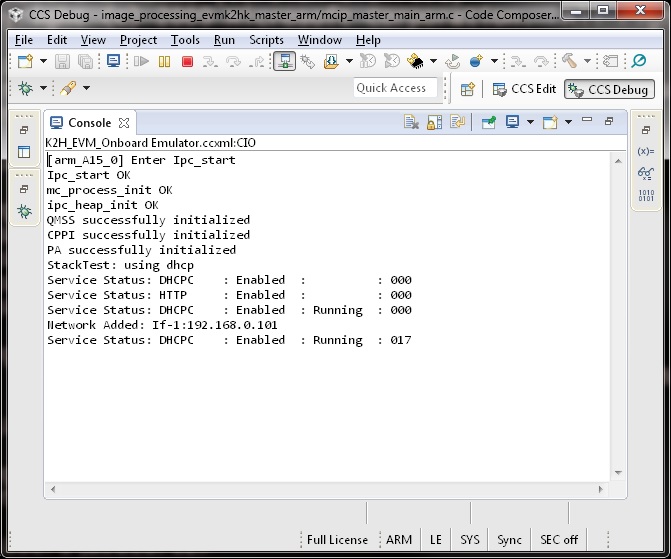 CCS Debug - image_processing_evmk2hk_master_arm/mcip_master_main_arm.c - Code Composer...
File Edit View Navigate Project Run Scripts Window Help
Quick Access CCS Edit CCS Debug
Console
K2H_EVM_Onboard Emulator.ccxml:CIO
[arm_A15_0] Enter Ipc_start
Ipc_start OK
mc_process_init OK
ipc_heap_init OK
QMSS successfully initialized
CPPI successfully initialized
PA successfully initialized
StackTest: using dhcp
Service Status: DHCPC    : Enabled  :          : 000
Service Status: HTTP     : Enabled  :          : 000
Service Status: DHCPC    : Enabled  : Running  : 000
Network Added: If-1:192.168.0.101
Service Status: DHCPC    : Enabled  : Running  : 017
(x)=
1010
0101
Full License ARM LE SYS Sync SEC off